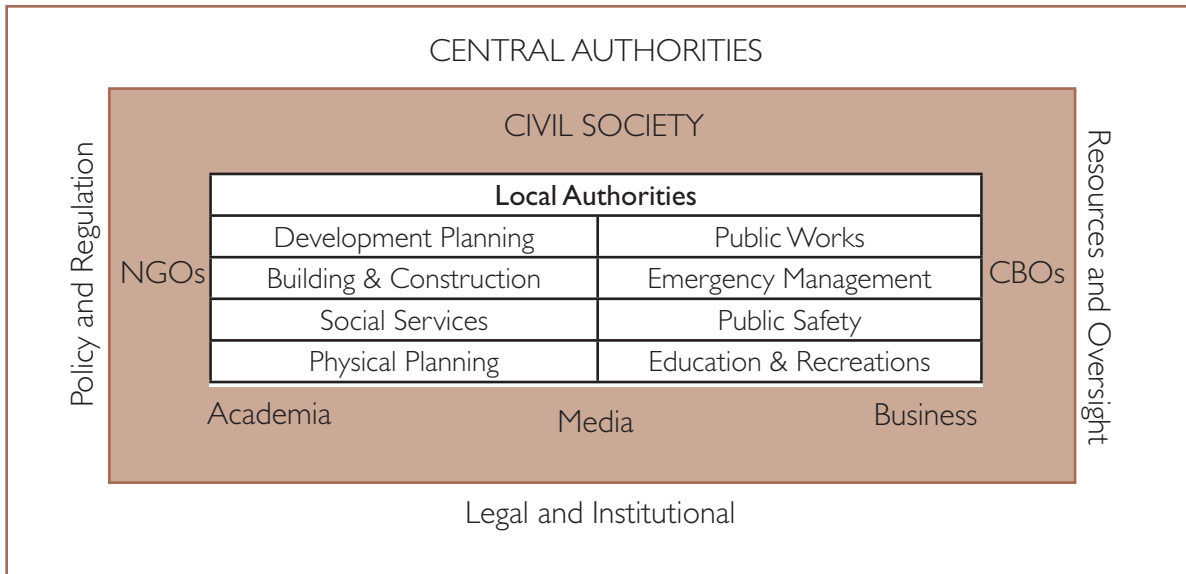 CENTRAL AUTHORITIES
CIVIL SOCIETY
Policy and Regulation
Resources and Oversight
NGOs
CBOs
Local Authorities
Development Planning
Public Works
Building & Construction
Emergency Management
Social Services
Public Safety
Physical Planning
Education & Recreations
Academia
Media
Business
Legal and Institutional